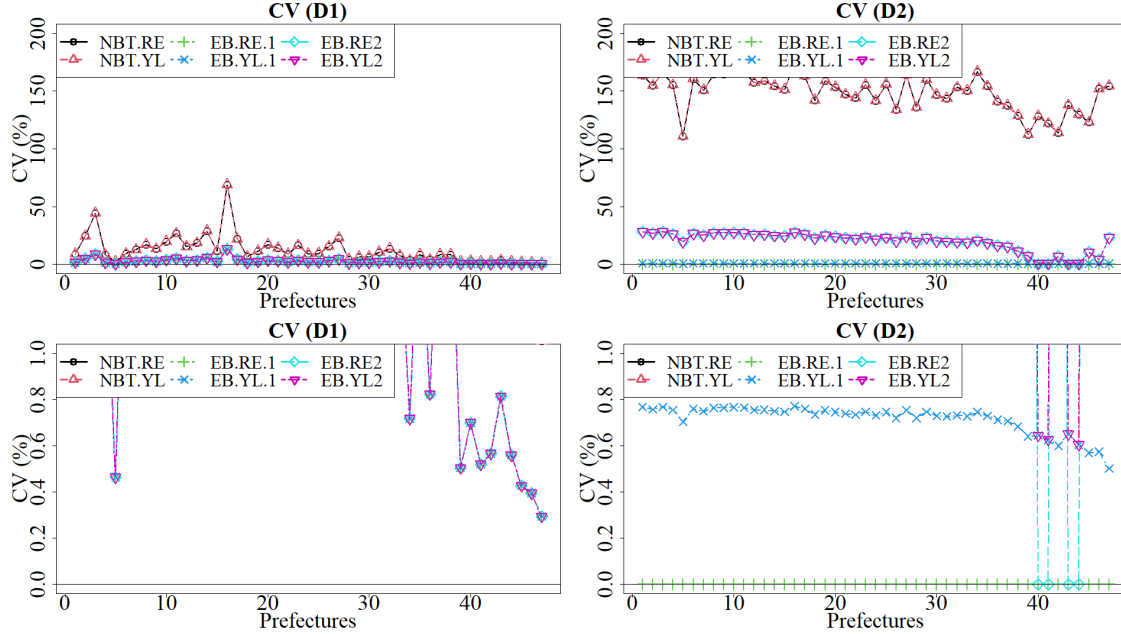 CV (D1)
CV (%)
200
150
100
50
0
NBT.RE EB.RE.1 EB.RE2
NBT.YL EB.YL.1 EB.YL2
0 10 20 30 40
Prefectures
CV (D2)
CV (%)
200
150
100
50
0
NBT.RE EB.RE.1 EB.RE2
NBT.YL EB.YL.1 EB.YL2
0 10 20 30 40
Prefectures
CV (D1)
CV (%)
1.0
0.8
0.6
0.4
0.2
0.0
NBT.RE EB.RE.1 EB.RE2
NBT.YL EB.YL.1 EB.YL2
0 10 20 30 40
Prefectures
CV (D2)
CV (%)
1.0
0.8
0.6
0.4
0.2
0.0
NBT.RE EB.RE.1 EB.RE2
NBT.YL EB.YL.1 EB.YL2
0 10 20 30 40
Prefectures